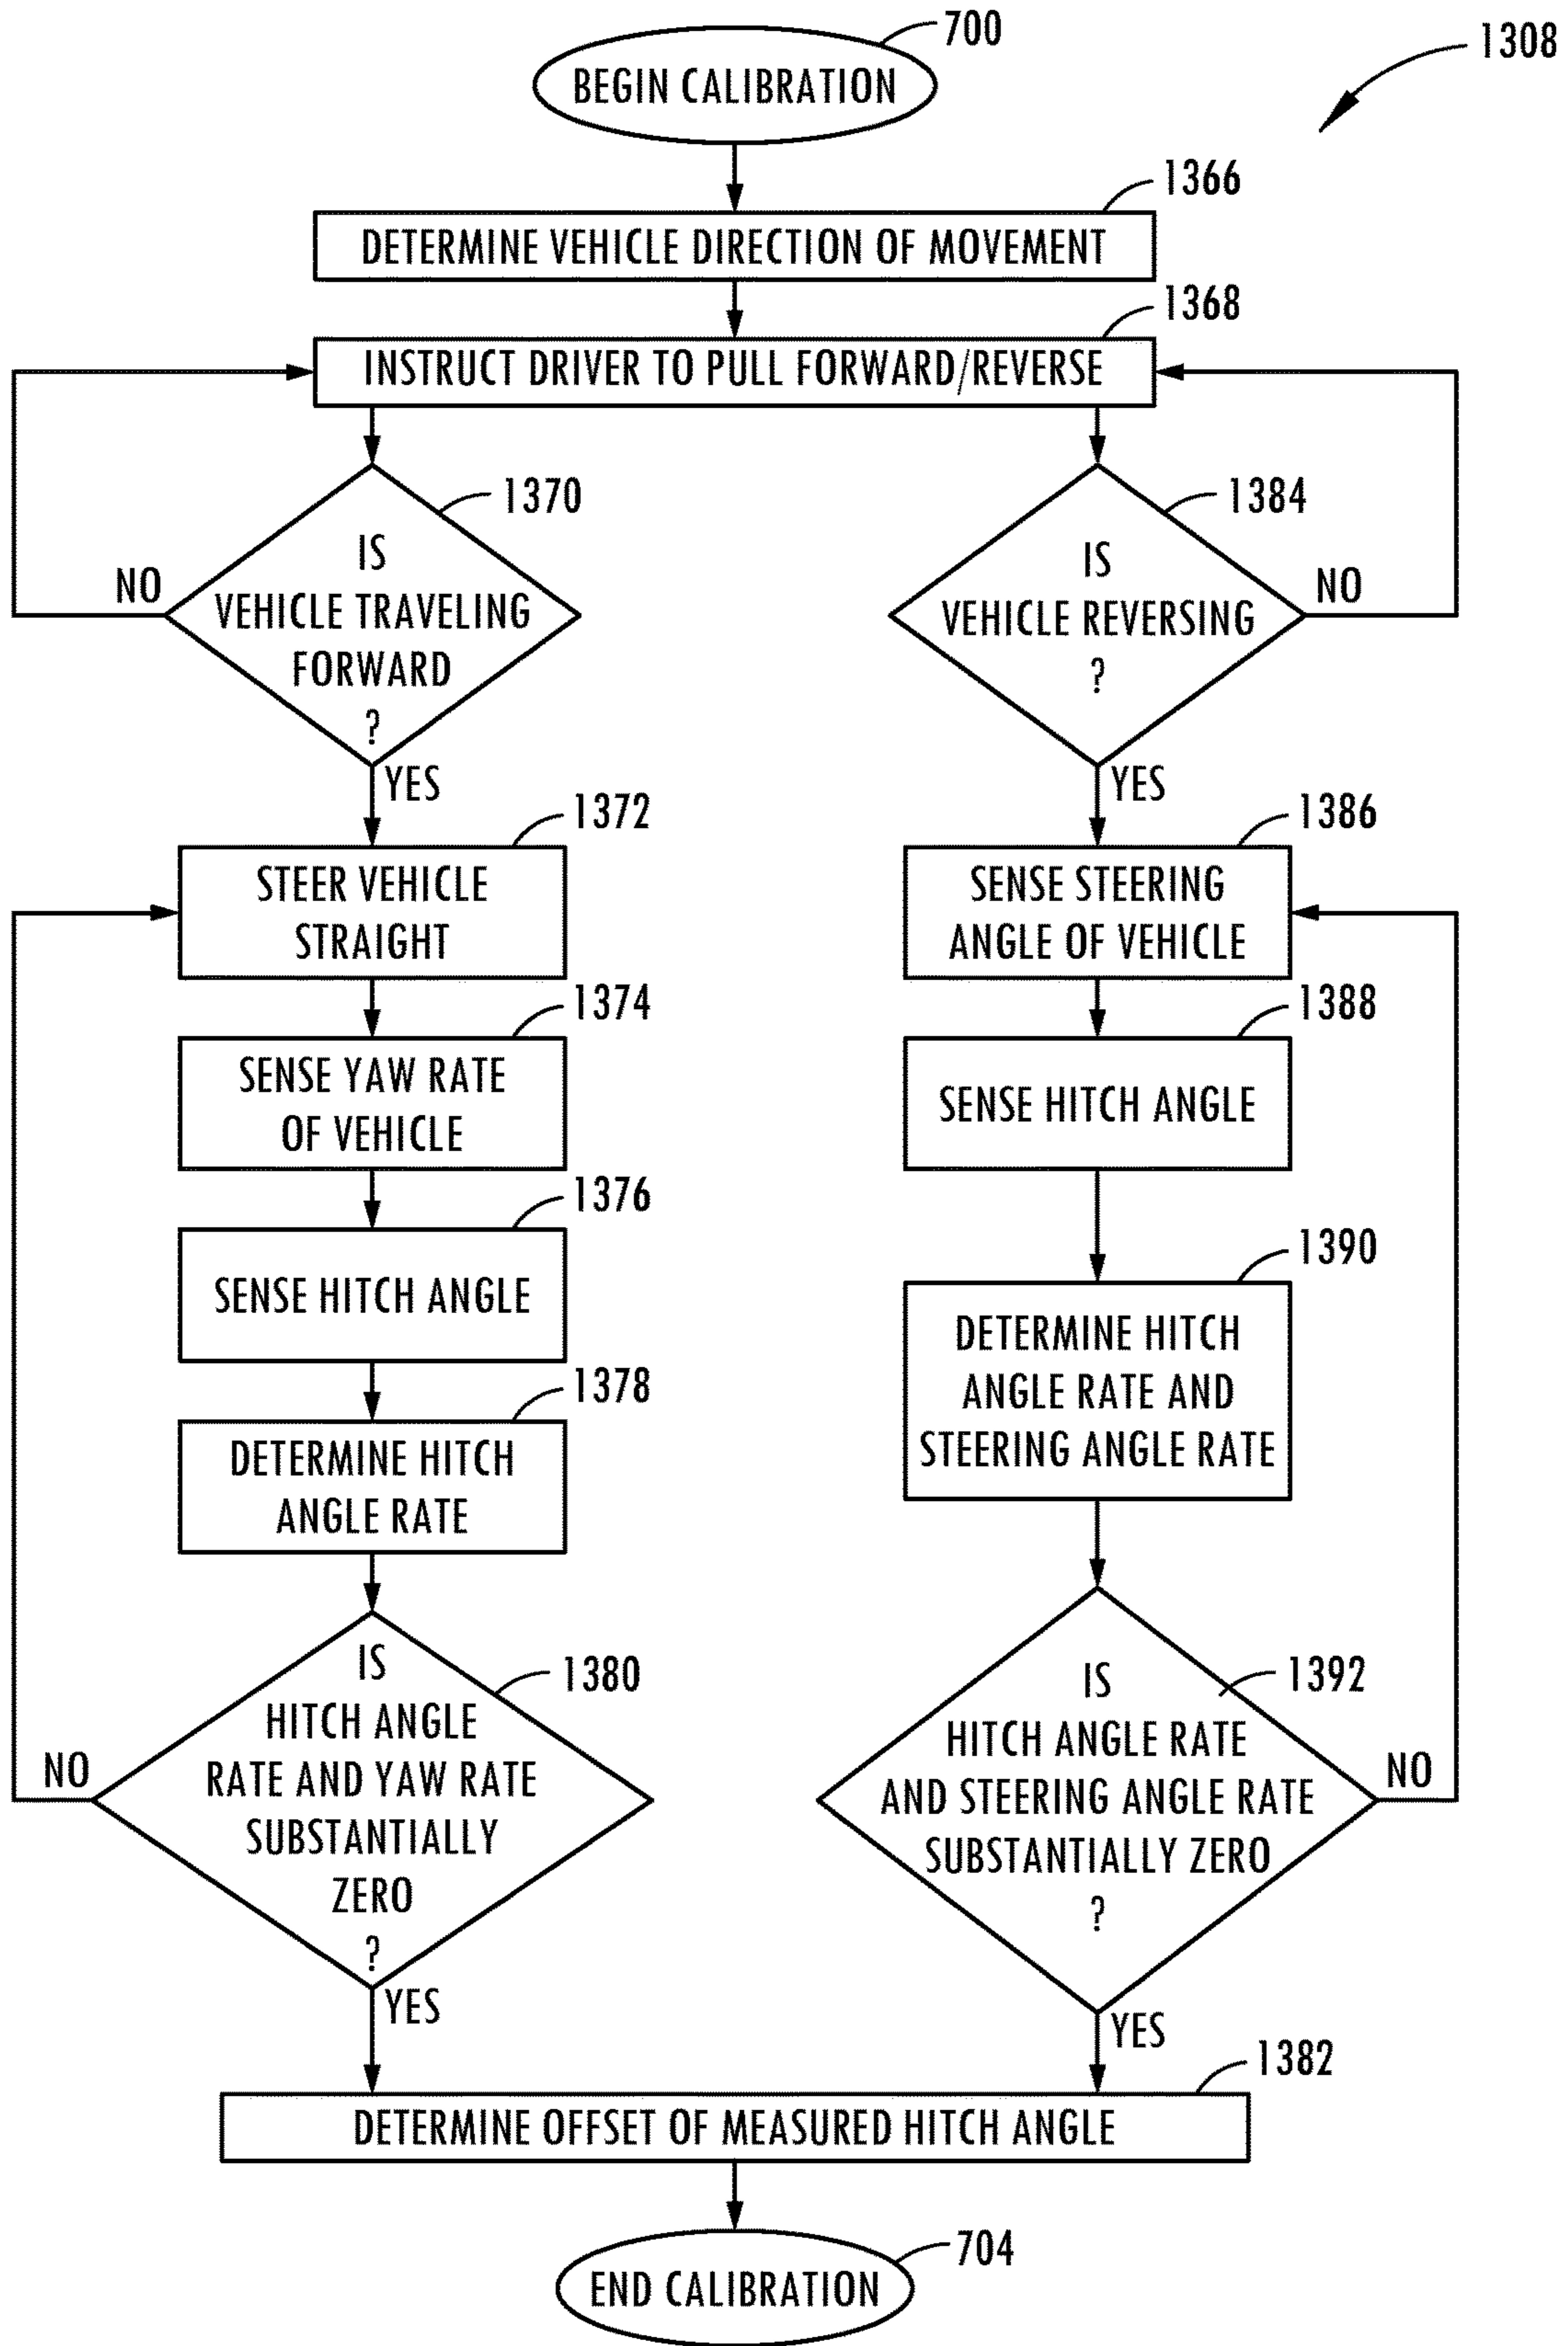 700
1308
BEGIN CALIBRATION
1366
DETERMINE VEHICLE DIRECTION OF MOVEMENT
1368
INSTRUCT DRIVER TO PULL FORWARD/REVERSE
1370
IS
VEHICLE TRAVELING
FORWARD
?
NO
YES
1372
STEER VEHICLE
STRAIGHT
1374
SENSE YAW RATE
OF VEHICLE
1376
SENSE HITCH ANGLE
1378
DETERMINE HITCH
ANGLE RATE
1380
IS
HITCH ANGLE
RATE AND YAW RATE
SUBSTANTIALLY
ZERO
?
NO
YES
1384
IS
VEHICLE REVERSING
?
NO
YES
1386
SENSE STEERING
ANGLE OF VEHICLE
1388
SENSE HITCH ANGLE
1390
DETERMINE HITCH
ANGLE RATE AND
STEERING ANGLE RATE
1392
IS
HITCH ANGLE RATE
AND STEERING ANGLE RATE
SUBSTANTIALLY ZERO
?
NO
YES
1382
DETERMINE OFFSET OF MEASURED HITCH ANGLE
704
END CALIBRATION